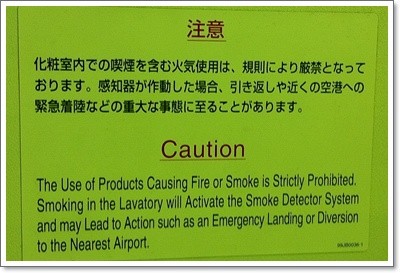 注意
化粧室内での喫煙を含む火気使用は、規則により厳禁となって
おります。感知器が作動した場合、引き返しや近くの空港への
緊急着陸などの重大な事態に至ることがあります。
Caution
The Use of Products Causing Fire or Smoke is Strictly Prohibited.
Smoking in the Lavatory will Activate the Smoke Detector System
and may Lead to Action such as an Emergency Landing or Diversion
to the Nearest Airport.